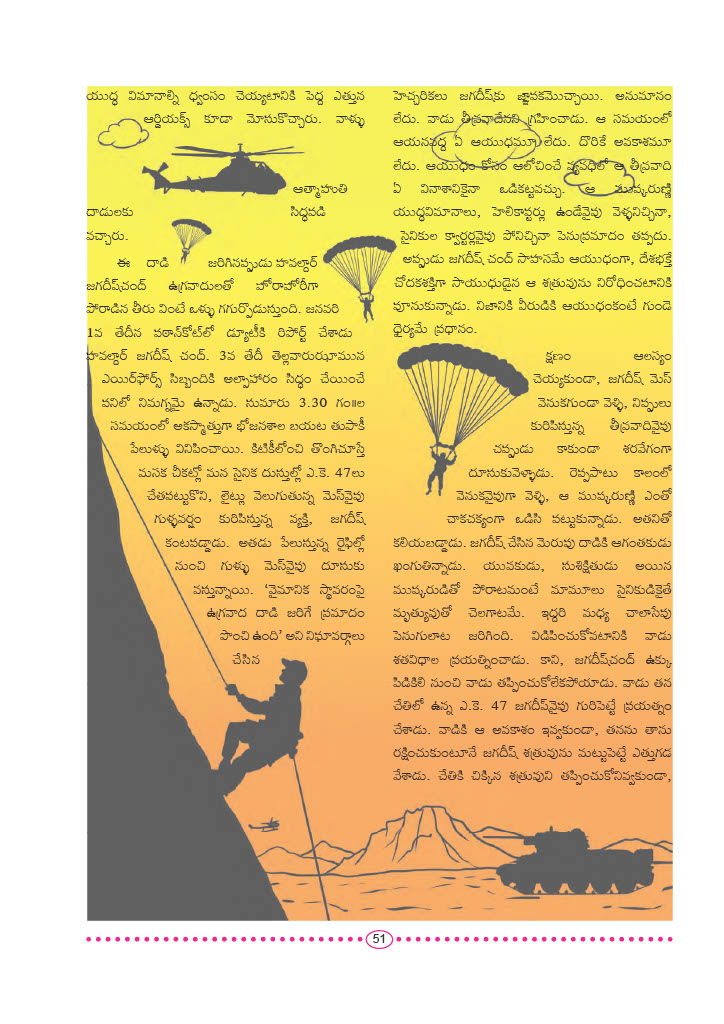 యుద్ధ విమానాల్ని ధ్వంసం చెయ్యటానికి పెద్ద ఎత్తున
ఆర్డియక్స్ కూడా మోసుకొచ్చారు. వాళ్ళు
ఆత్మాహుతి
దాడులకు సిద్ధపడి
వచ్చారు.
ఈ దాడి జరిగినప్పుడు హవల్దార్
జగదీష్‌చంద్ ఉగ్రవాదులతో హోరాహోరీగా
పోరాడిన తీరు వింటే ఒళ్ళు గగుర్పొడుస్తుంది. జనవరి
1వ తేదీన పఠాన్‌కోట్‌లో డ్యూటీకి రిపోర్ట్ చేశాడు
హవల్దార్ జగదీష్ చంద్. 3వ తేదీ తెల్లవారుఝామున
ఎయిర్‌ఫోర్స్ సిబ్బందికి అల్పాహారం సిద్ధం చేయించే
పనిలో నిమగ్నమై ఉన్నాడు. సుమారు 3.30 గం॥ల
సమయంలో అకస్మాత్తుగా భోజనశాల బయట తుపాకీ
పేలుళ్ళు వినిపించాయి. కిటికీలోంచి తొంగిచూస్తే
మసక చీకట్లో మన సైనిక దుస్తుల్లో ఎ.కె. 47లు
చేతపట్టుకొని, లైట్లు వెలుగుతున్న మెస్‌వైపు
గుళ్ళవర్షం కురిపిస్తున్న వ్యక్తి, జగదీష్
కంటపడ్డాడు. అతడు పేలుస్తున్న రైఫిల్లో
నుంచి గుళ్ళు మెస్‌వైపు దూసుకు
వస్తున్నాయి. ‘వైమానిక స్థావరంపై
ఉగ్రవాద దాడి జరిగే ప్రమాదం
పొంచి ఉంది’ అని నిఘావర్గాలు
చేసిన
హెచ్చరికలు జగదీష్‌కు జ్ఞాపకమొచ్చాయి. అనుమానం
లేదు. వాడు తీవ్రవాదేనని గ్రహించాడు. ఆ సమయంలో
ఆయనవద్ద ఏ ఆయుధమూ లేదు. దొరికే అవకాశమూ
లేదు. ఆయుధం కోసం ఆలోచించే వ్యవధిలో ఆ తీవ్రవాది
ఏ వినాశానికైనా ఒడికట్టవచ్చు. ఆ ముష్కరుణ్ణి
యుద్ధవిమానాలు, హెలికాప్టర్లు ఉండేవైపు వెళ్ళనిచ్చినా,
సైనికుల క్వార్టర్లవైపు పోనిచ్చినా పెనుప్రమాదం తప్పదు.
అప్పుడు జగదీష్ చంద్ సాహసమే ఆయుధంగా, దేశభక్తే
చోదకశక్తిగా సాయుధుడైన ఆ శత్రువును నిరోధించటానికి
పూనుకున్నాడు. నిజానికి వీరుడికి ఆయుధంకంటే గుండె
ధైర్యమే ప్రధానం.
క్షణం ఆలస్యం
చెయ్యకుండా, జగదీష్ మెస్
వెనుకగుండా వెళ్ళి, నిప్పులు
కురిపిస్తున్న తీవ్రవాదివైపు
చప్పుడు కాకుండా శరవేగంగా
దూసుకువెళ్ళాడు. రెప్పపాటు కాలంలో
వెనుకవైపుగా వెళ్ళి, ఆ ముష్కరుణ్ణి ఎంతో
చాకచక్యంగా ఒడిసి పట్టుకున్నాడు. అతనితో
కలియబడ్డాడు. జగదీష్ చేసిన మెరుపు దాడికి ఆగంతకుడు
ఖంగుతిన్నాడు. యువకుడు, సుశిక్షితుడు అయిన
ముష్కరుడితో పోరాటమంటే మామూలు సైనికుడికైతే
మృత్యువుతో చెలగాటమే. ఇద్దరి మధ్య చాలాసేపు
పెనుగులాట జరిగింది. విడిపించుకోవటానికి వాడు
శతవిధాల ప్రయత్నించాడు. కాని, జగదీష్‌చంద్ ఉక్కు
పిడికిలి నుంచి వాడు తప్పించుకోలేకపోయాడు. వాడు తన
చేతిలో ఉన్న ఎ.కె. 47 జగదీష్‌వైపు గురిపెట్టే ప్రయత్నం
చేశాడు. వాడికి ఆ అవకాశం ఇవ్వకుండా, తనను తాను
రక్షించుకుంటూనే జగదీష్ శత్రువును మట్టుపెట్టే ఎత్తుగడ
వేశాడు. చేతికి చిక్కిన శత్రువుని తప్పించుకోనివ్వకుండా,
51